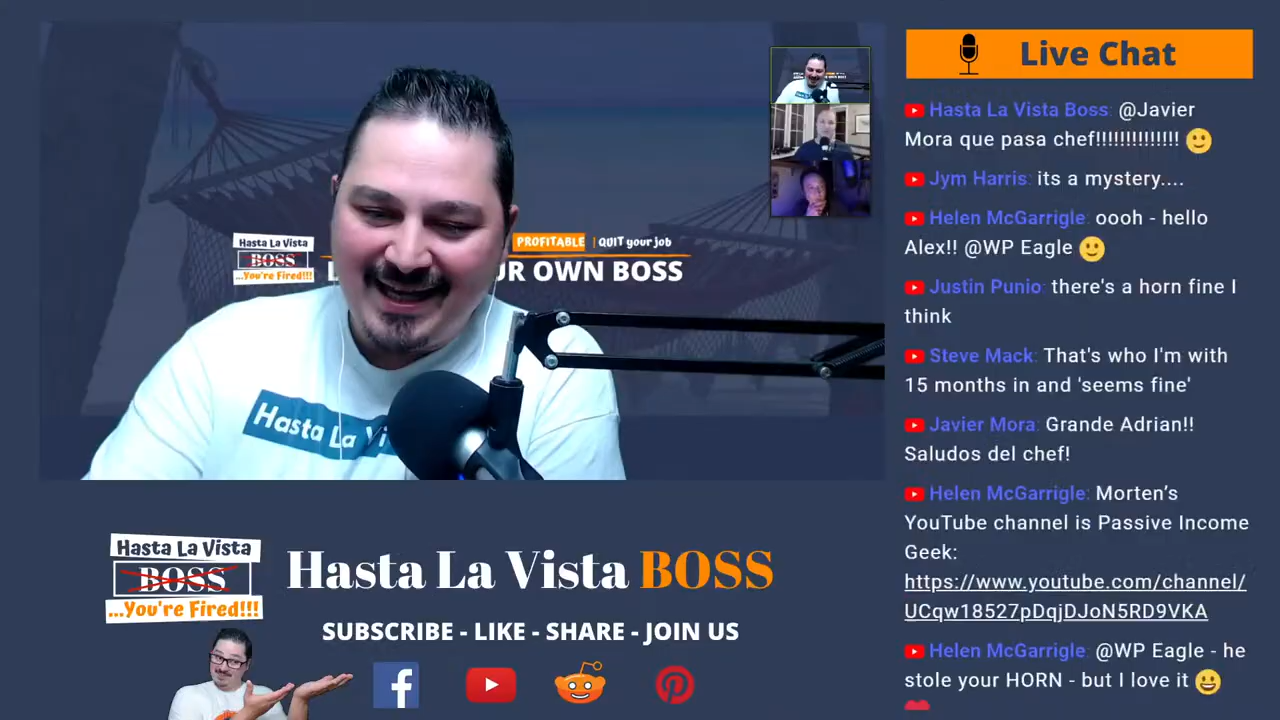 Hasta La Vista
BOSS
...You're Fired!!!
PROFITABLE | QUIT your job
UR OWN BOSS
Hasta La Vi
Hasta La Vista
BOSS
...You're Fired!!!
Hasta La Vista BOSS
SUBSCRIBE - LIKE - SHARE - JOIN US
Live Chat
Hasta La Vista Boss: @Javier
Mora que pasa chef!!!!!!!!!!!!!! 🙂
Jym Harris: its a mystery....
Helen McGarrigle: oooh - hello
Alex!! @WP Eagle 🙂
Justin Punio: there's a horn fine I
think
Steve Mack: That's who I'm with
15 months in and 'seems fine'
Javier Mora: Grande Adrian!!
Saludos del chef!
Helen McGarrigle: Morten’s
YouTube channel is Passive Income
Geek:
https://www.youtube.com/channel/
UCqw18527pDqjDJoN5RD9VKA
Helen McGarrigle: @WP Eagle - he
stole your HORN - but I love it 😀